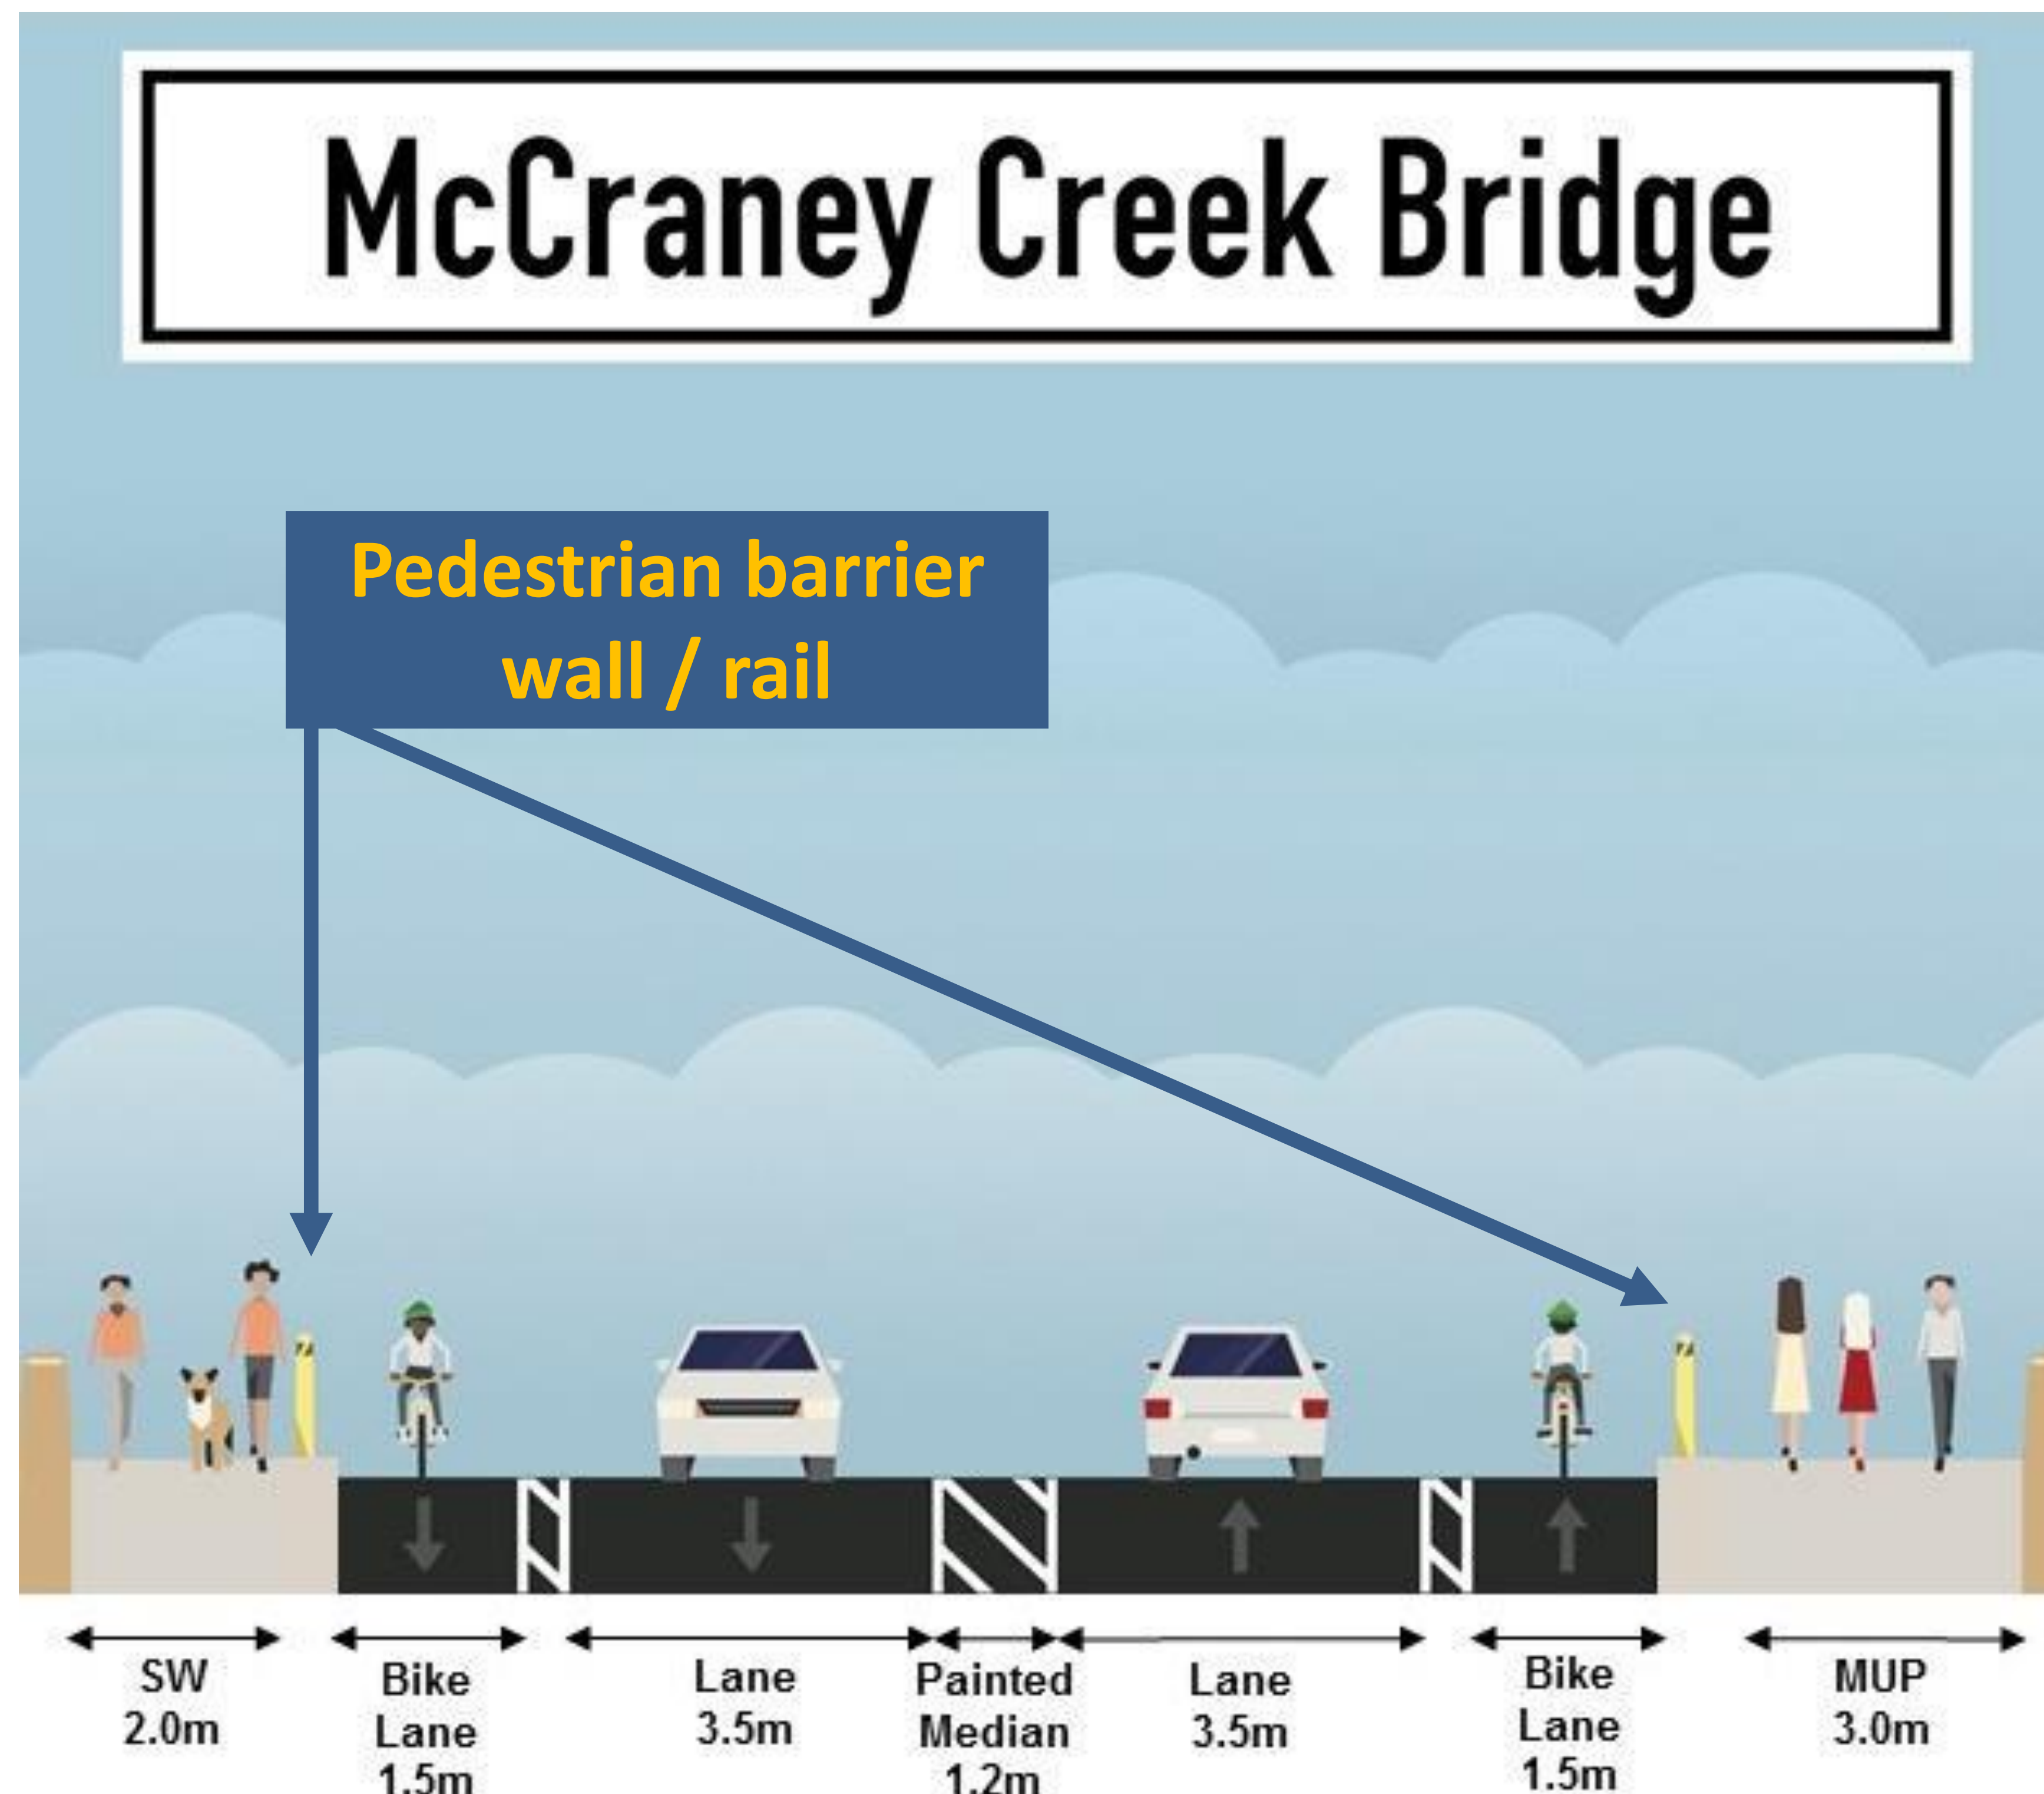 McCraney Creek Bridge
Pedestrian barrier
wall / rail
SW
2.0m
Bike
Lane
1.5m
Lane
3.5m
Painted
Median
1.2m
Lane
3.5m
Bike
Lane
1.5m
MUP
3.0m